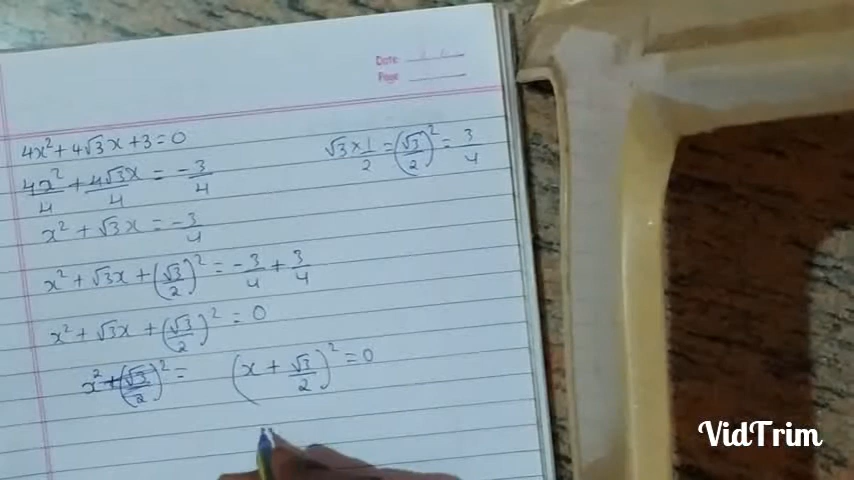 Date
Page
4x² + 4√3x + 3 = 0
√3 × 1/2 = (√3/2)² = 3/4
4x²/4 + 4√3x/4 = -3/4
x² + √3x = -3/4
x² + √3x + (√3/2)² = -3/4 + 3/4
x² + √3x + (√3/2)² = 0
x² + (√3/2)² = (x + √3/2)² = 0
VidTrim